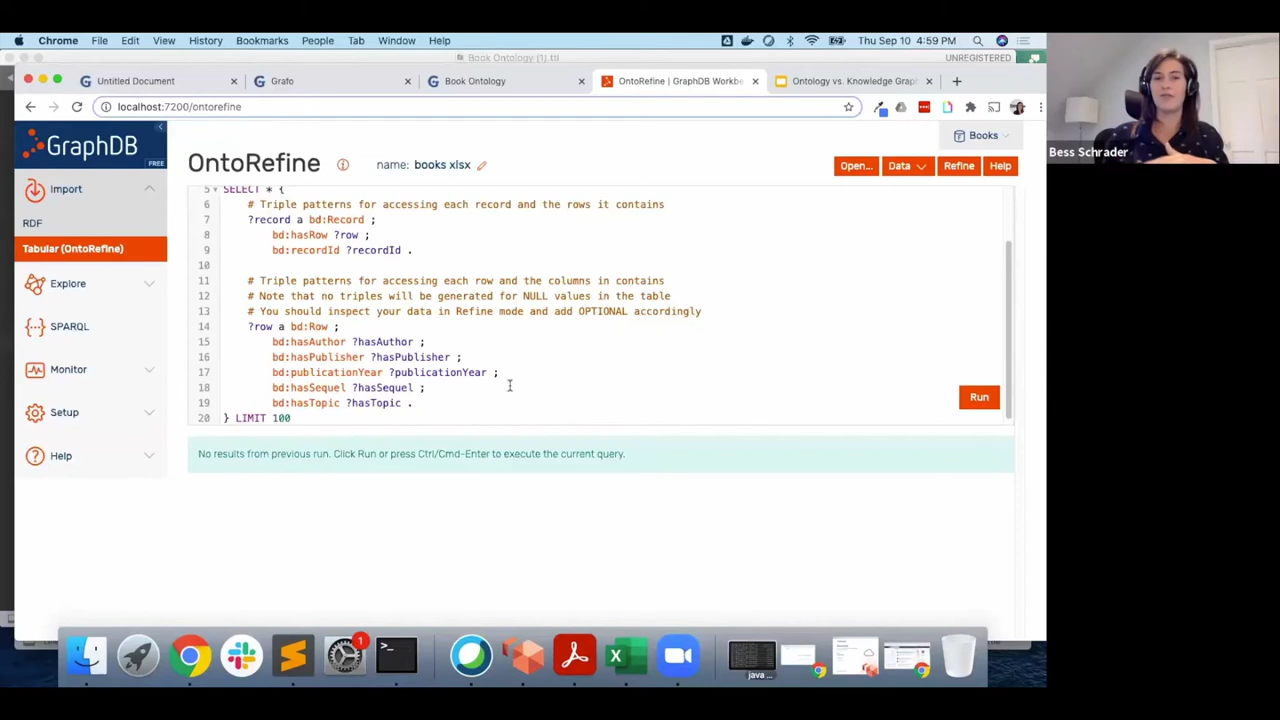 Chrome File Edit View History Bookmarks People Tab Window Help Thu Sep 10 4:59 PM
Book Ontology (1).ttl UNREGISTERED
Untitled Document Grafo Book Ontology OntoRefine | GraphDB Workbe Ontology vs. Knowledge Graph
localhost:7200/ontorefine
GraphDB
FREE
Books
Bess Schrader
OntoRefine name: books xlsx Open... Data Refine Help
Import
RDF
Tabular (OntoRefine)
Explore
SPARQL
Monitor
Setup
Help
5 SELECT * {
6 # Triple patterns for accessing each record and the rows it contains
7 ?record a bd:Record ;
8 bd:hasRow ?row ;
9 bd:recordId ?recordId .
10
11 # Triple patterns for accessing each row and the columns in contains
12 # Note that no triples will be generated for NULL values in the table
13 # You should inspect your data in Refine mode and add OPTIONAL accordingly
14 ?row a bd:Row ;
15 bd:hasAuthor ?hasAuthor ;
16 bd:hasPublisher ?hasPublisher ;
17 bd:publicationYear ?publicationYear ;
18 bd:hasSequel ?hasSequel ;
19 bd:hasTopic ?hasTopic .
20 } LIMIT 100
Run
No results from previous run. Click Run or press Ctrl/Cmd-Enter to execute the current query.
1
java ...